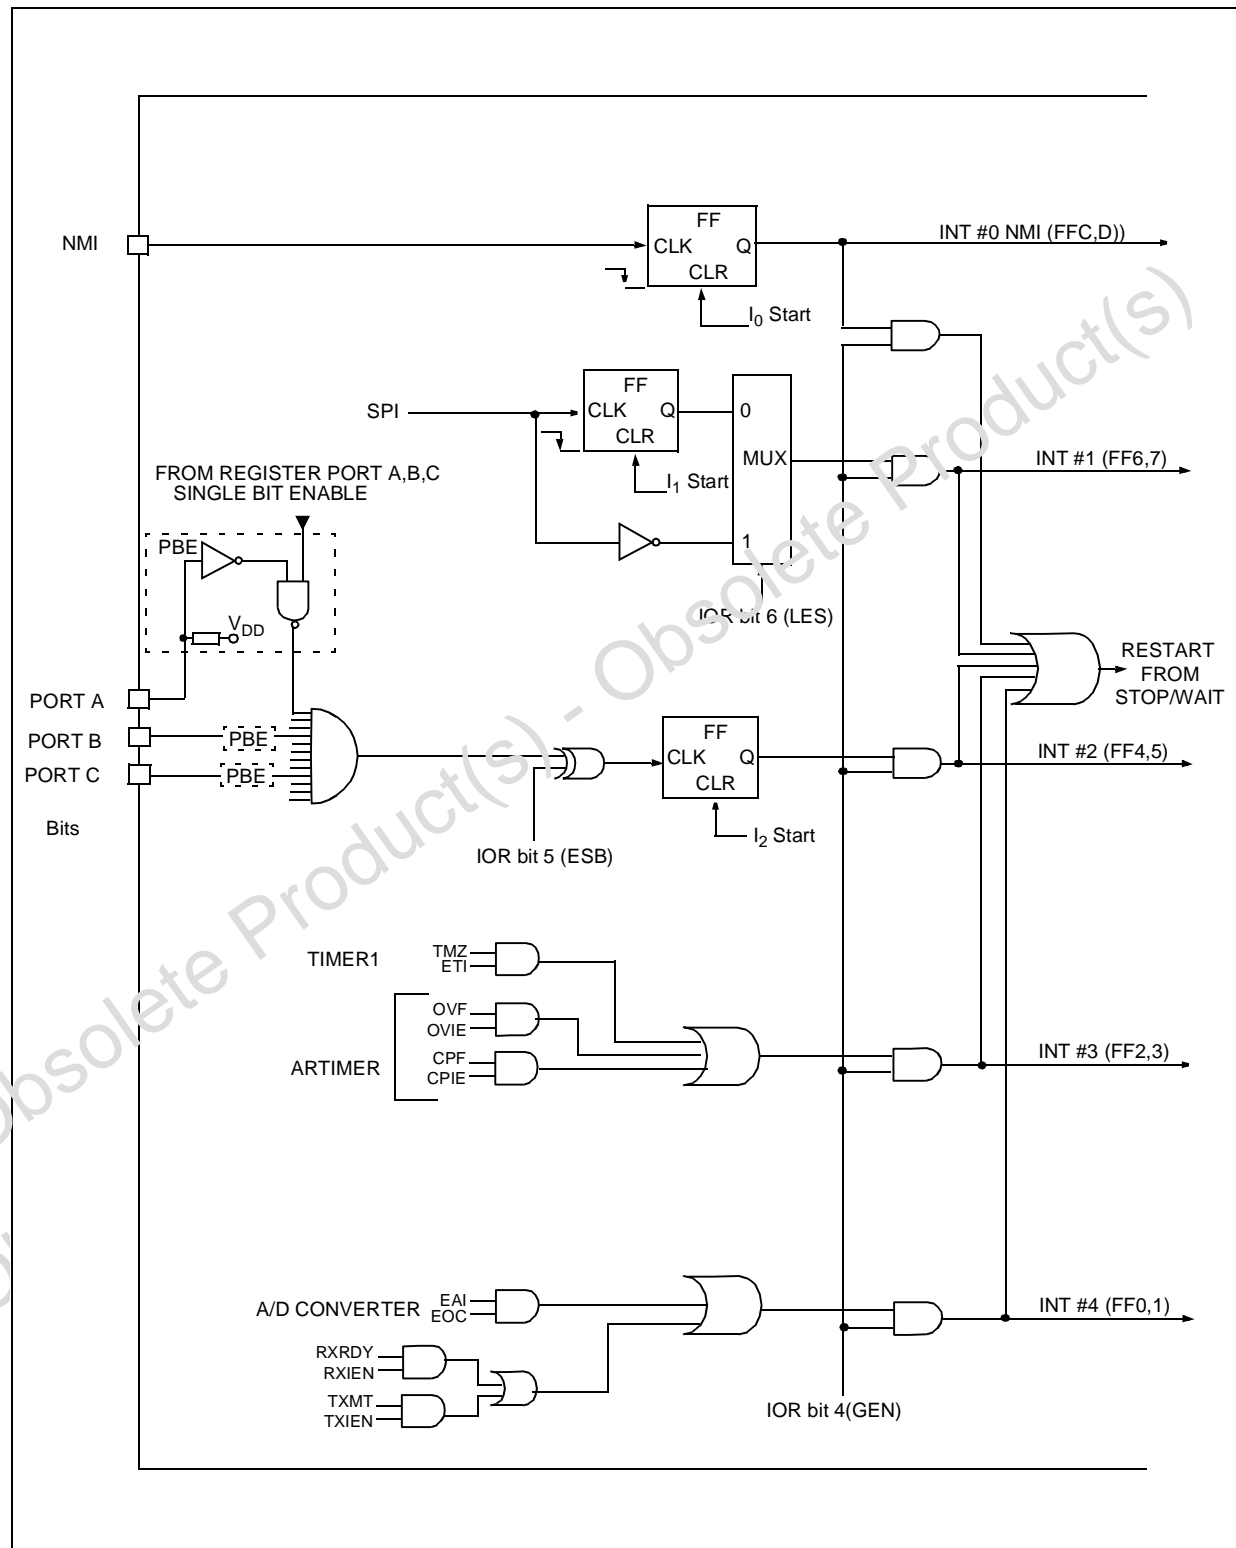 FF
NMI
CLK
Q
CLR
INT #0 NMI (FFC,D))
I0 Start
FF
SPI
CLK
Q
0
CLR
MUX
INT #1 (FF6,7)
I1 Start
FROM REGISTER PORT A,B,C
SINGLE BIT ENABLE
PBE
1
VDD
IOR bit 6 (LES)
RESTART
FROM
STOP/WAIT
PORT A
PORT B
PBE
PORT C
PBE
Bits
FF
CLK
Q
CLR
INT #2 (FF4,5)
I2 Start
IOR bit 5 (ESB)
TIMER1
TMZ
ETI
OVF
OVIE
ARTIMER
CPF
CPIE
INT #3 (FF2,3)
A/D CONVERTER
EAI
EOC
INT #4 (FF0,1)
RXRDY
RXIEN
TXMT
TXIEN
IOR bit 4(GEN)
Obsolete Product(s) - Obsolete Product(s)